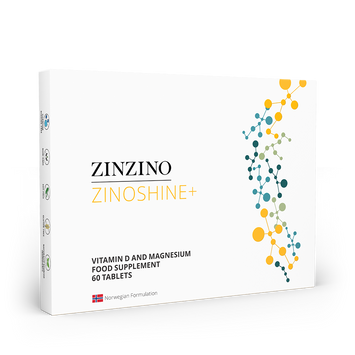 ZINZINO
ZINOSHINE+
VITAMIN D AND MAGNESIUM
FOOD SUPPLEMENT
60 TABLETS
Norwegian Formulation